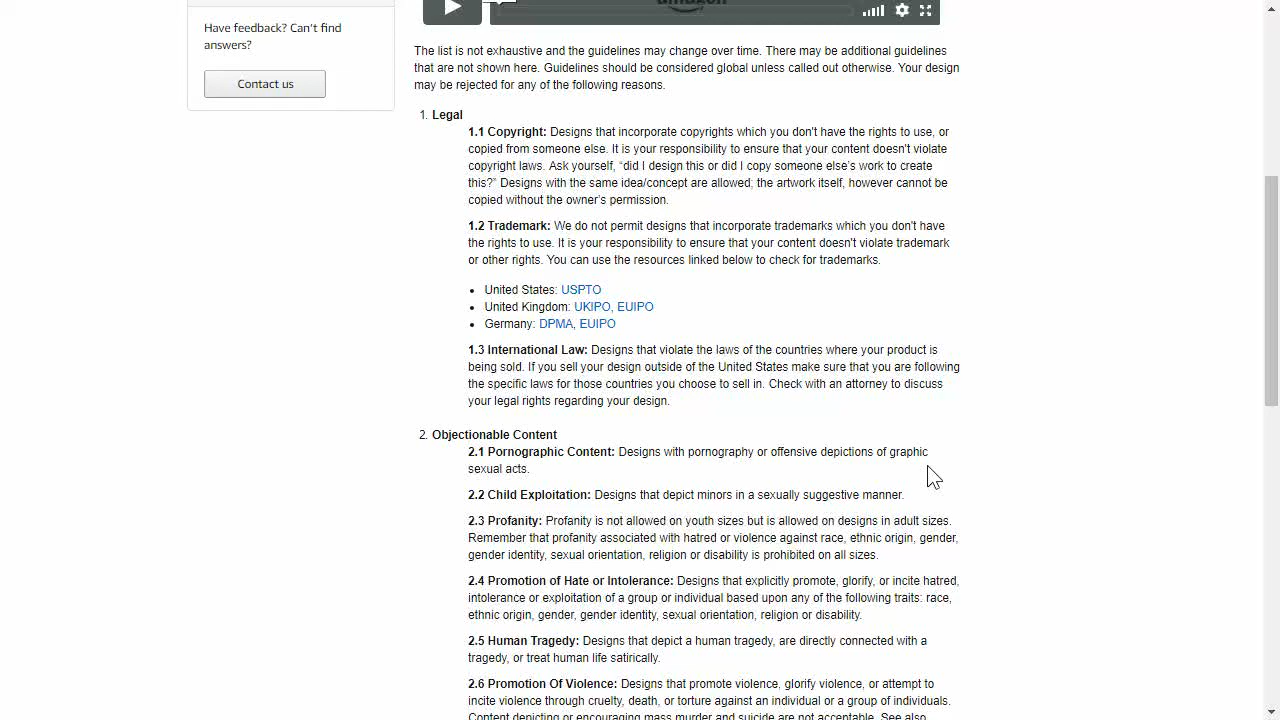 amazon
Have feedback? Can't find
answers?
Contact us
The list is not exhaustive and the guidelines may change over time. There may be additional guidelines
that are not shown here. Guidelines should be considered global unless called out otherwise. Your design
may be rejected for any of the following reasons.
1. Legal
1.1 Copyright: Designs that incorporate copyrights which you don't have the rights to use, or
copied from someone else. It is your responsibility to ensure that your content doesn't violate
copyright laws. Ask yourself, “did I design this or did I copy someone else’s work to create
this?” Designs with the same idea/concept are allowed; the artwork itself, however cannot be
copied without the owner’s permission.
1.2 Trademark: We do not permit designs that incorporate trademarks which you don't have
the rights to use. It is your responsibility to ensure that your content doesn't violate trademark
or other rights. You can use the resources linked below to check for trademarks.
• United States: USPTO
• United Kingdom: UKIPO, EUIPO
• Germany: DPMA, EUIPO
1.3 International Law: Designs that violate the laws of the countries where your product is
being sold. If you sell your design outside of the United States make sure that you are following
the specific laws for those countries you choose to sell in. Check with an attorney to discuss
your legal rights regarding your design.
2. Objectionable Content
2.1 Pornographic Content: Designs with pornography or offensive depictions of graphic
sexual acts.
2.2 Child Exploitation: Designs that depict minors in a sexually suggestive manner.
2.3 Profanity: Profanity is not allowed on youth sizes but is allowed on designs in adult sizes.
Remember that profanity associated with hatred or violence against race, ethnic origin, gender,
gender identity, sexual orientation, religion or disability is prohibited on all sizes.
2.4 Promotion of Hate or Intolerance: Designs that explicitly promote, glorify, or incite hatred,
intolerance or exploitation of a group or individual based upon any of the following traits: race,
ethnic origin, gender, gender identity, sexual orientation, religion or disability.
2.5 Human Tragedy: Designs that depict a human tragedy, are directly connected with a
tragedy, or treat human life satirically.
2.6 Promotion Of Violence: Designs that promote violence, glorify violence, or attempt to
incite violence through cruelty, death, or torture against an individual or a group of individuals.
Content depicting or encouraging mass murder and suicide are not acceptable. See also